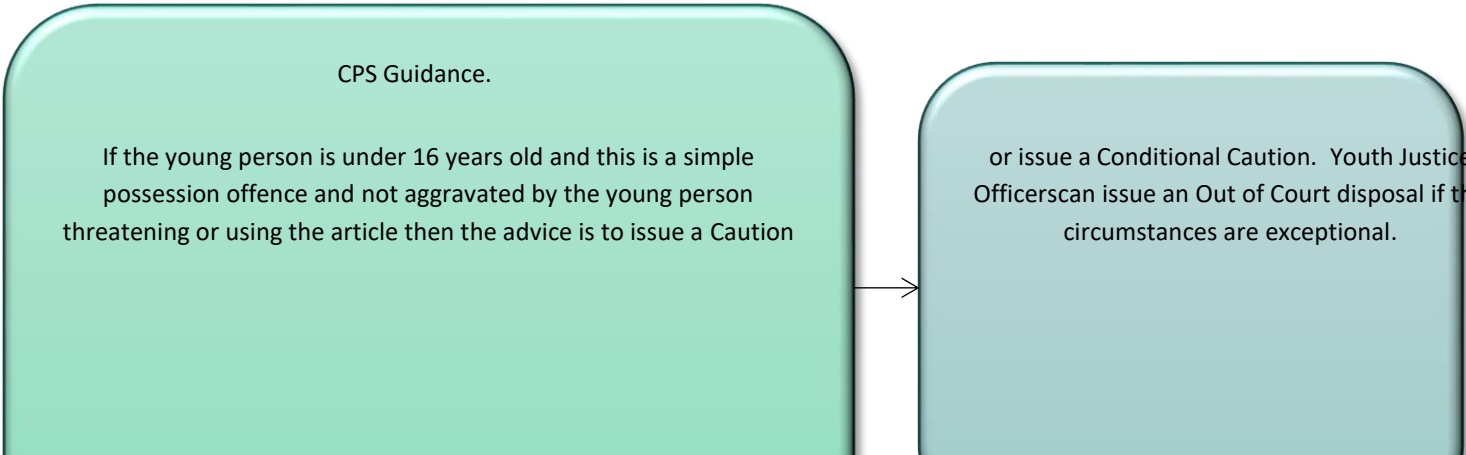 CPS Guidance.
If the young person is under 16 years old and this is a simple
possession offence and not aggravated by the young person
threatening or using the article then the advice is to issue a Caution
or issue a Conditional Caution. Youth Justice
Officerscan issue an Out of Court disposal if
circumstances are exceptional.